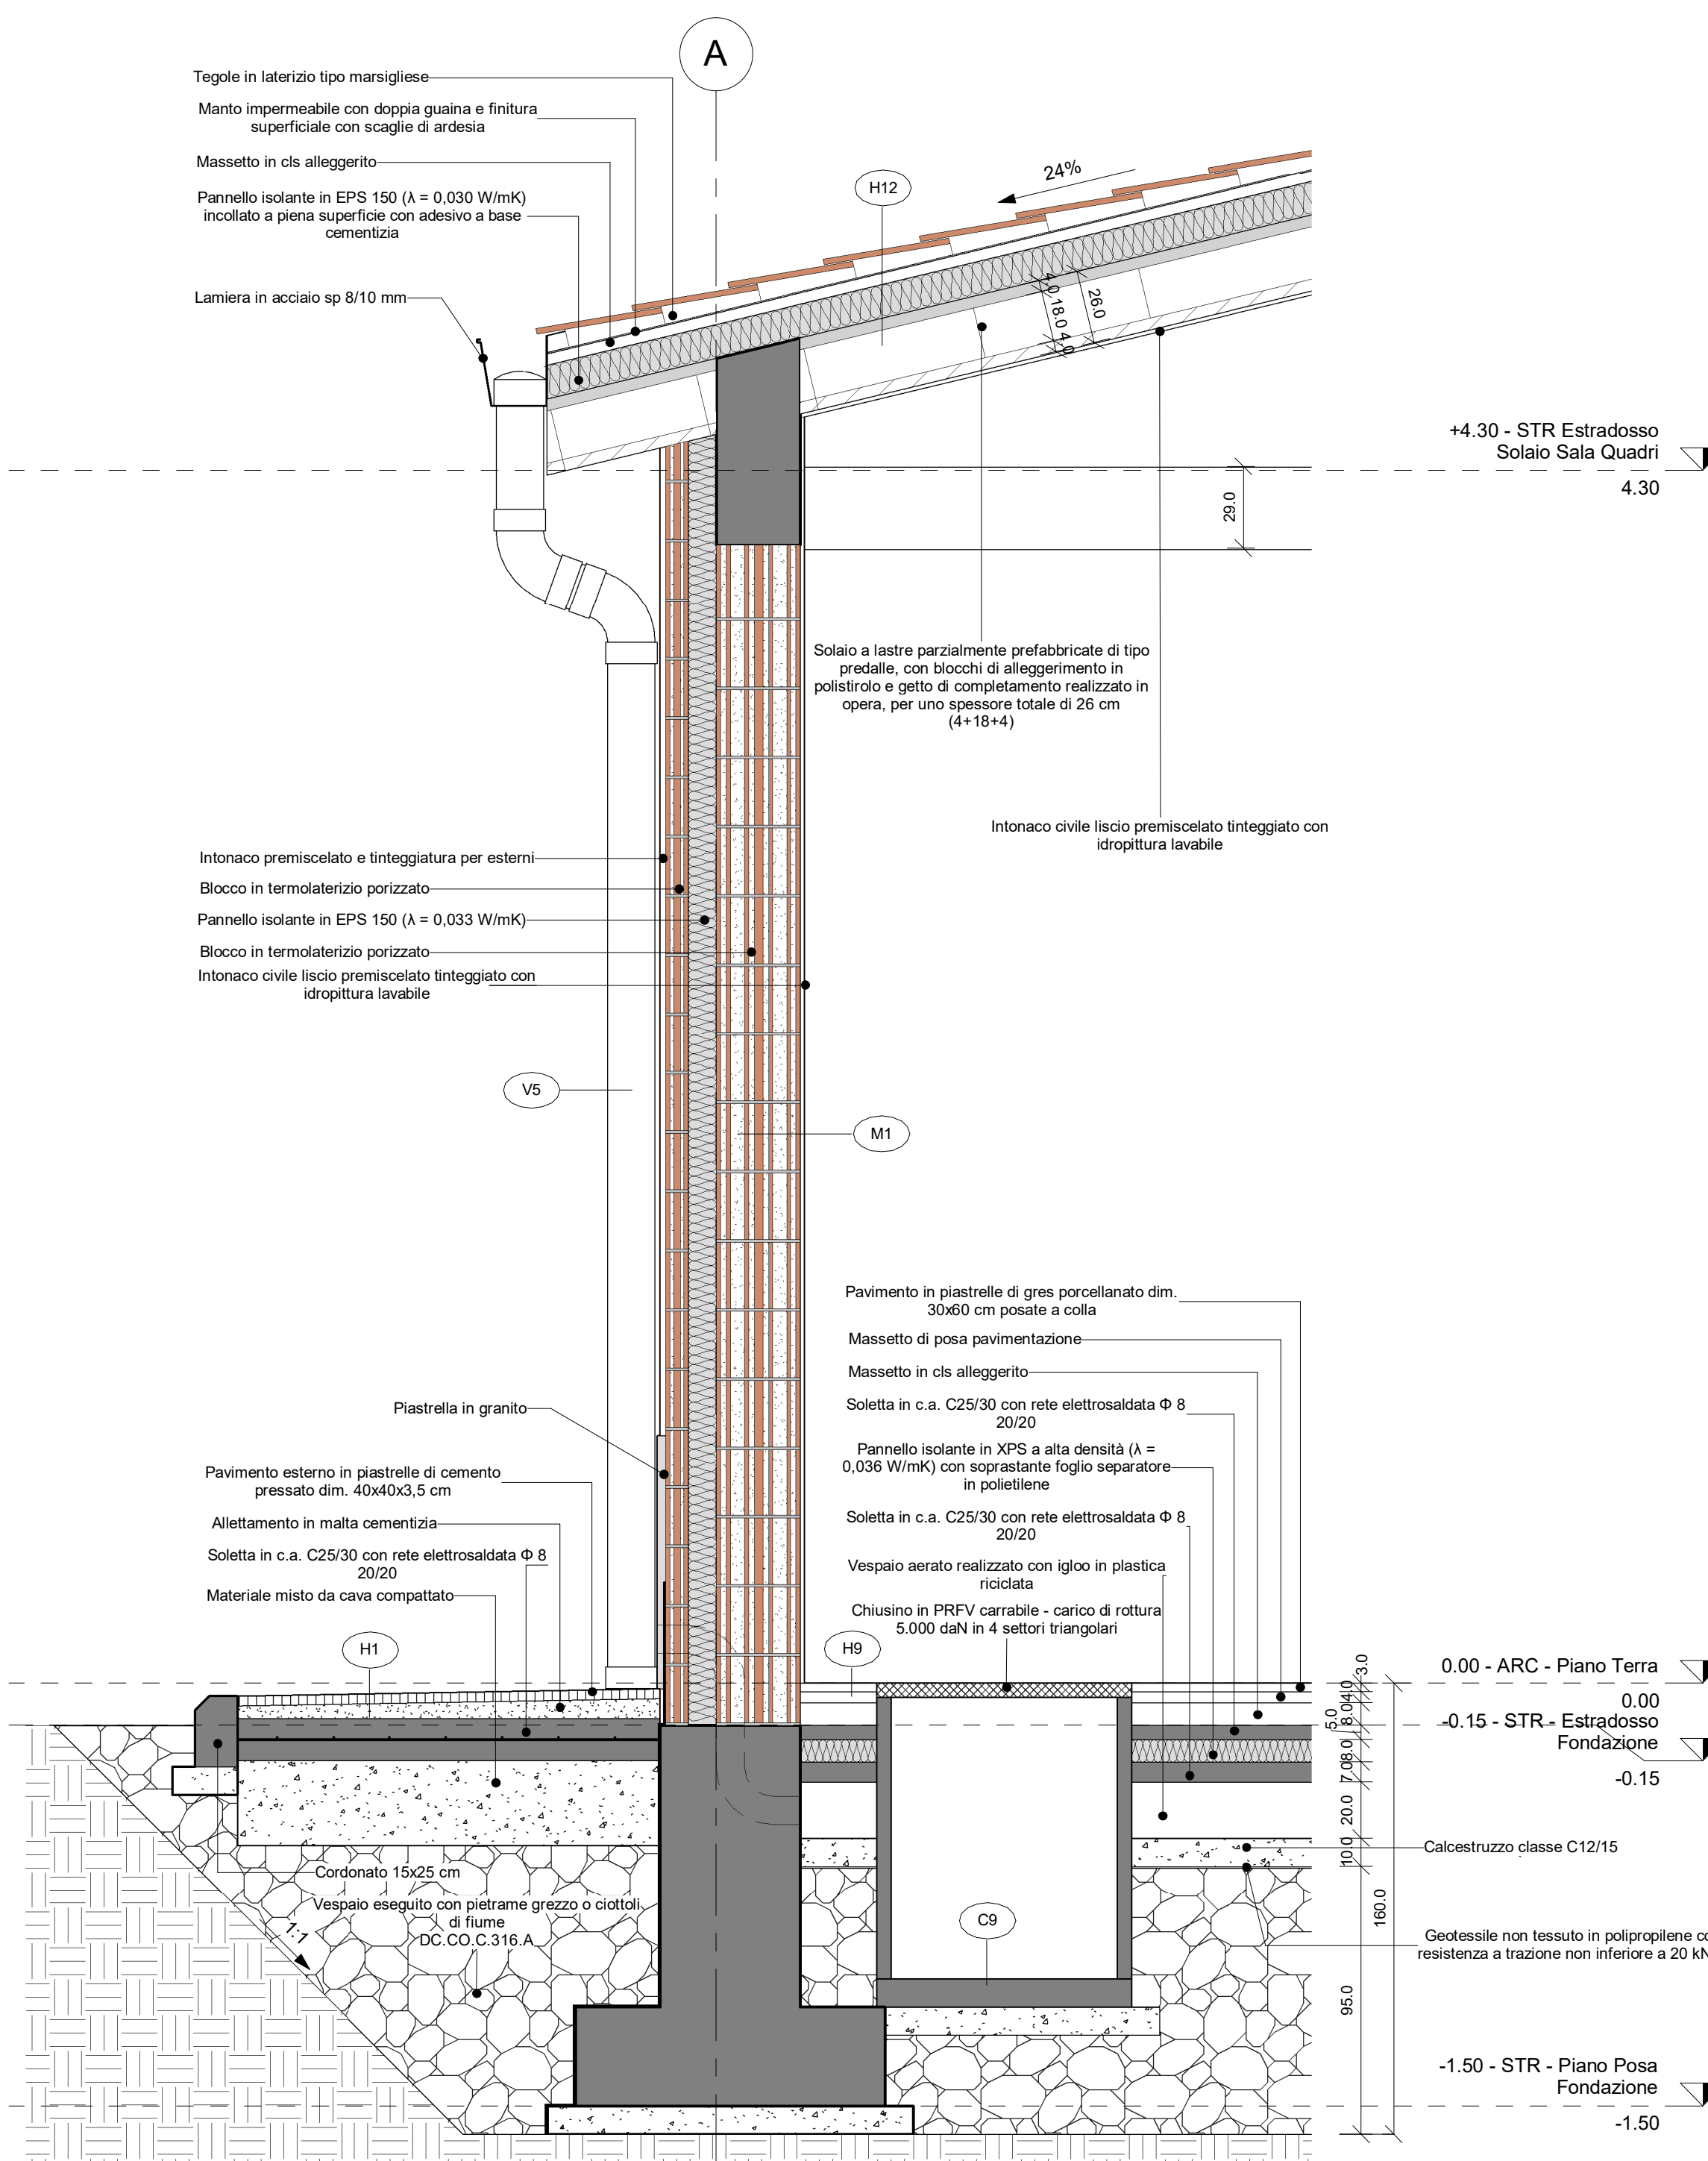 A
Tegole in laterizio tipo marsigliese
Manto impermeabile con doppia guaina e finitura
superficiale con scaglie di ardesia
Massetto in cls alleggerito
Pannello isolante in EPS 150 (λ = 0,030 W/mK)
incollato a piena superficie con adesivo a base
cementizia
Lamiera in acciaio sp 8/10 mm
H12
24%
4.0
18.0
4.0
26.0
+4.30 - STR Estradosso
Solaio Sala Quadri
4.30
29.0
Solaio a lastre parzialmente prefabbricate di tipo
predalle, con blocchi di alleggerimento in
polistirolo e getto di completamento realizzato in
opera, per uno spessore totale di 26 cm
(4+18+4)
Intonaco civile liscio premiscelato tinteggiato con
idropittura lavabile
Intonaco premiscelato e tinteggiatura per esterni
Blocco in termolaterizio porizzato
Pannello isolante in EPS 150 (λ = 0,033 W/mK)
Blocco in termolaterizio porizzato
Intonaco civile liscio premiscelato tinteggiato con
idropittura lavabile
V5
M1
Pavimento in piastrelle di gres porcellanato dim.
30x60 cm posate a colla
Massetto di posa pavimentazione
Massetto in cls alleggerito
Soletta in c.a. C25/30 con rete elettrosaldata Φ 8
20/20
Pannello isolante in XPS a alta densità (λ =
0,036 W/mK) con soprastante foglio separatore
in polietilene
Soletta in c.a. C25/30 con rete elettrosaldata Φ 8
20/20
Vespaio aerato realizzato con igloo in plastica
riciclata
Chiusino in PRFV carrabile - carico di rottura
5.000 daN in 4 settori triangolari
H9
Piastrella in granito
Pavimento esterno in piastrelle di cemento
pressato dim. 40x40x3,5 cm
Allettamento in malta cementizia
Soletta in c.a. C25/30 con rete elettrosaldata Φ 8
20/20
Materiale misto da cava compattato
H1
3.0
4.0
8.0
5.0
8.0
7.0
20.0
10.0
95.0
160.0
0.00 - ARC - Piano Terra
0.00
-0.15 - STR - Estradosso
Fondazione
-0.15
Calcestruzzo classe C12/15
Geotessile non tessuto in polipropilene co
resistenza a trazione non inferiore a 20 kN
Cordonato 15x25 cm
Vespaio eseguito con pietrame grezzo o ciottoli
di fiume
DC.CO.C.316.A
1:1
C9
-1.50 - STR - Piano Posa
Fondazione
-1.50